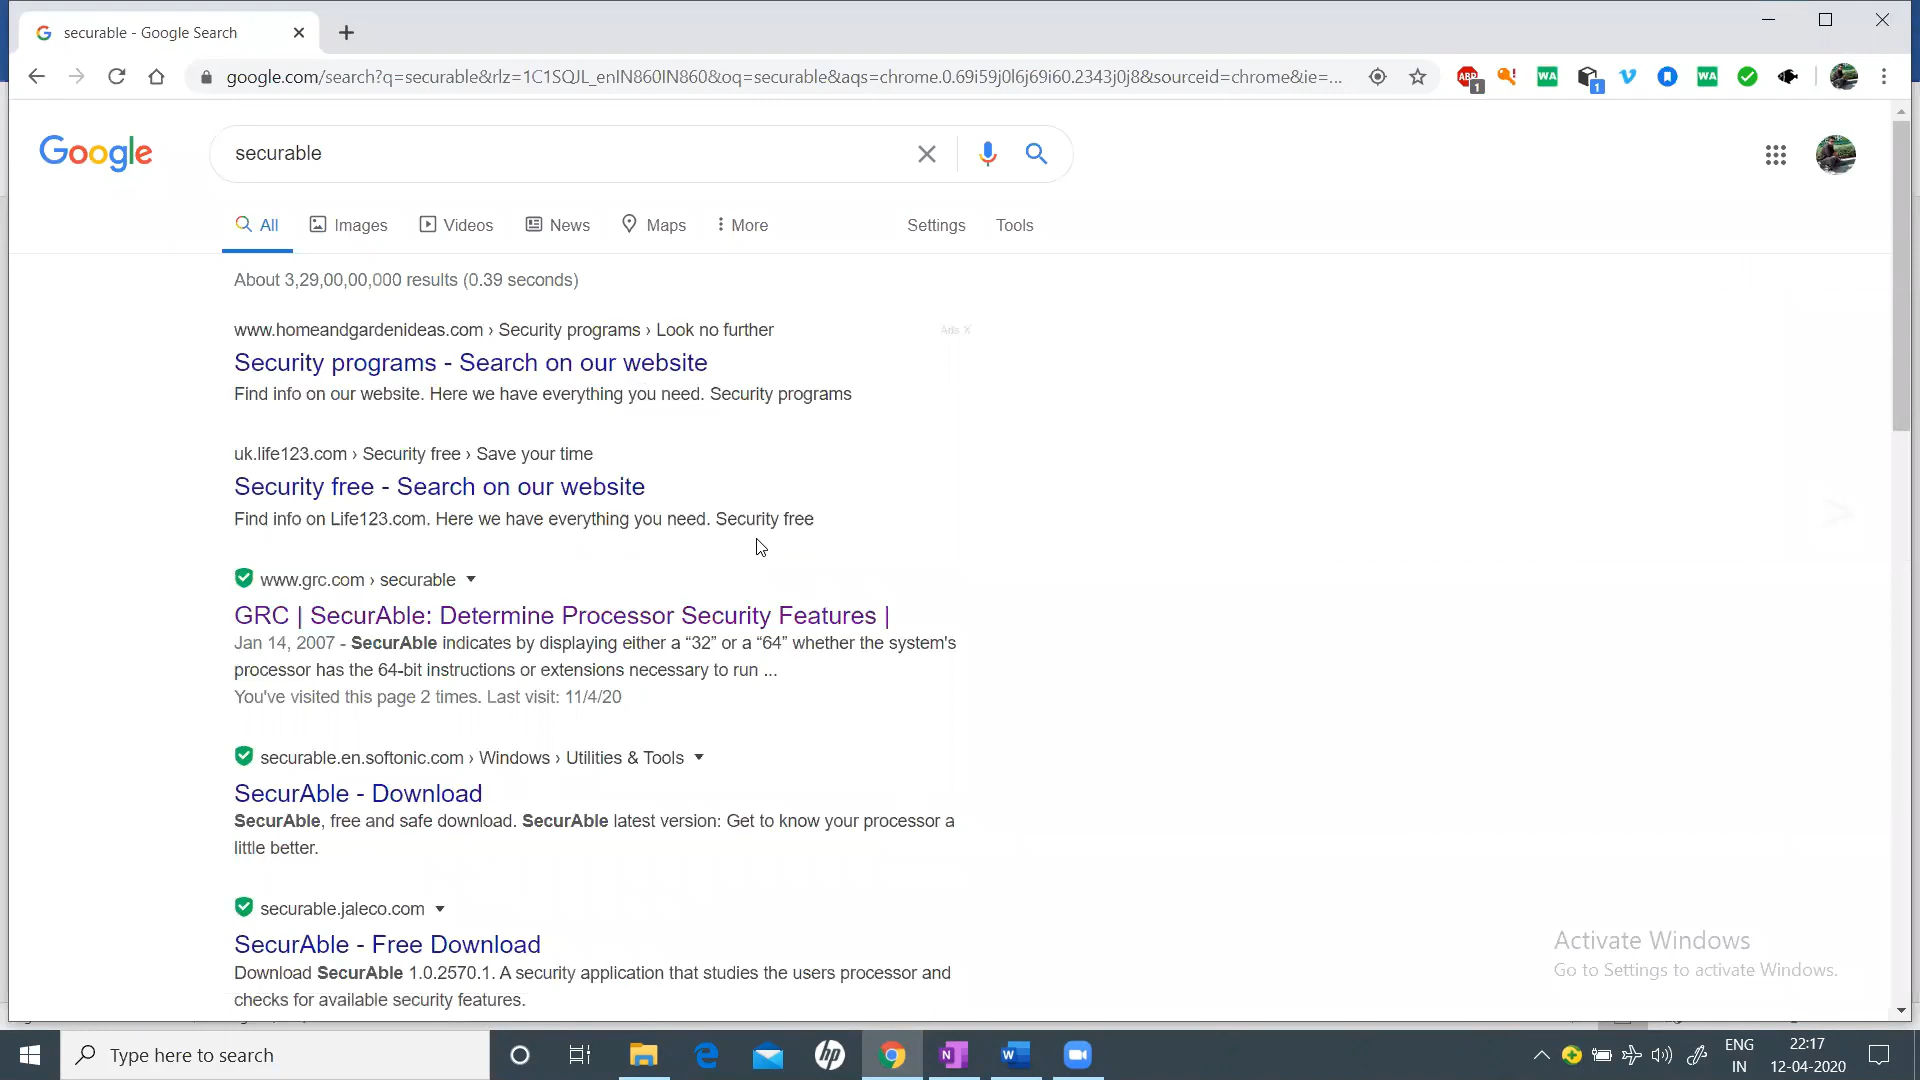 securable - Google Search
google.com/search?q=securable&rlz=1C1SQJL_enIN860IN860&oq=securable&aqs=chrome.0.69i59j0l6j69i60.2343j0j8&sourceid=chrome&ie=...
ABP 1 WA 1 WA
Google
securable
All Images Videos News Maps More Settings Tools
About 3,29,00,00,000 results (0.39 seconds)
www.homeandgardenideas.com › Security programs › Look no further
Ads X
Security programs - Search on our website
Find info on our website. Here we have everything you need. Security programs
uk.life123.com › Security free › Save your time
Security free - Search on our website
Find info on Life123.com. Here we have everything you need. Security free
www.grc.com › securable
GRC | SecurAble: Determine Processor Security Features |
Jan 14, 2007 - SecurAble indicates by displaying either a “32” or a “64” whether the system's
processor has the 64-bit instructions or extensions necessary to run ...
You've visited this page 2 times. Last visit: 11/4/20
securable.en.softonic.com › Windows › Utilities & Tools
SecurAble - Download
SecurAble, free and safe download. SecurAble latest version: Get to know your processor a
little better.
securable.jaleco.com
SecurAble - Free Download
Download SecurAble 1.0.2570.1. A security application that studies the users processor and
checks for available security features.
Activate Windows
Go to Settings to activate Windows.
Type here to search
hp
N
W
ENG
IN
22:17
12-04-2020